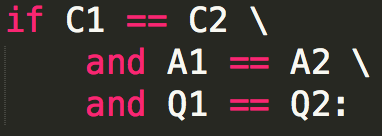 if C1 == C2 \
and A1 == A2 \
and Q1 == Q2: